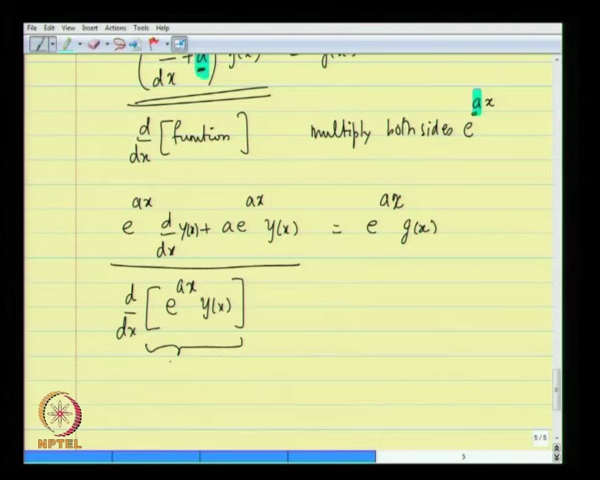 File Edit View Insert Actions Tools Help
(d/dx + a) y(x) = g(x)
d/dx [function] multiply both sides e^ax
e^ax d/dx y(x) + a e^ax y(x) = e^ax g(x)
d/dx [e^ax y(x)]
NPTEL
5/5
5